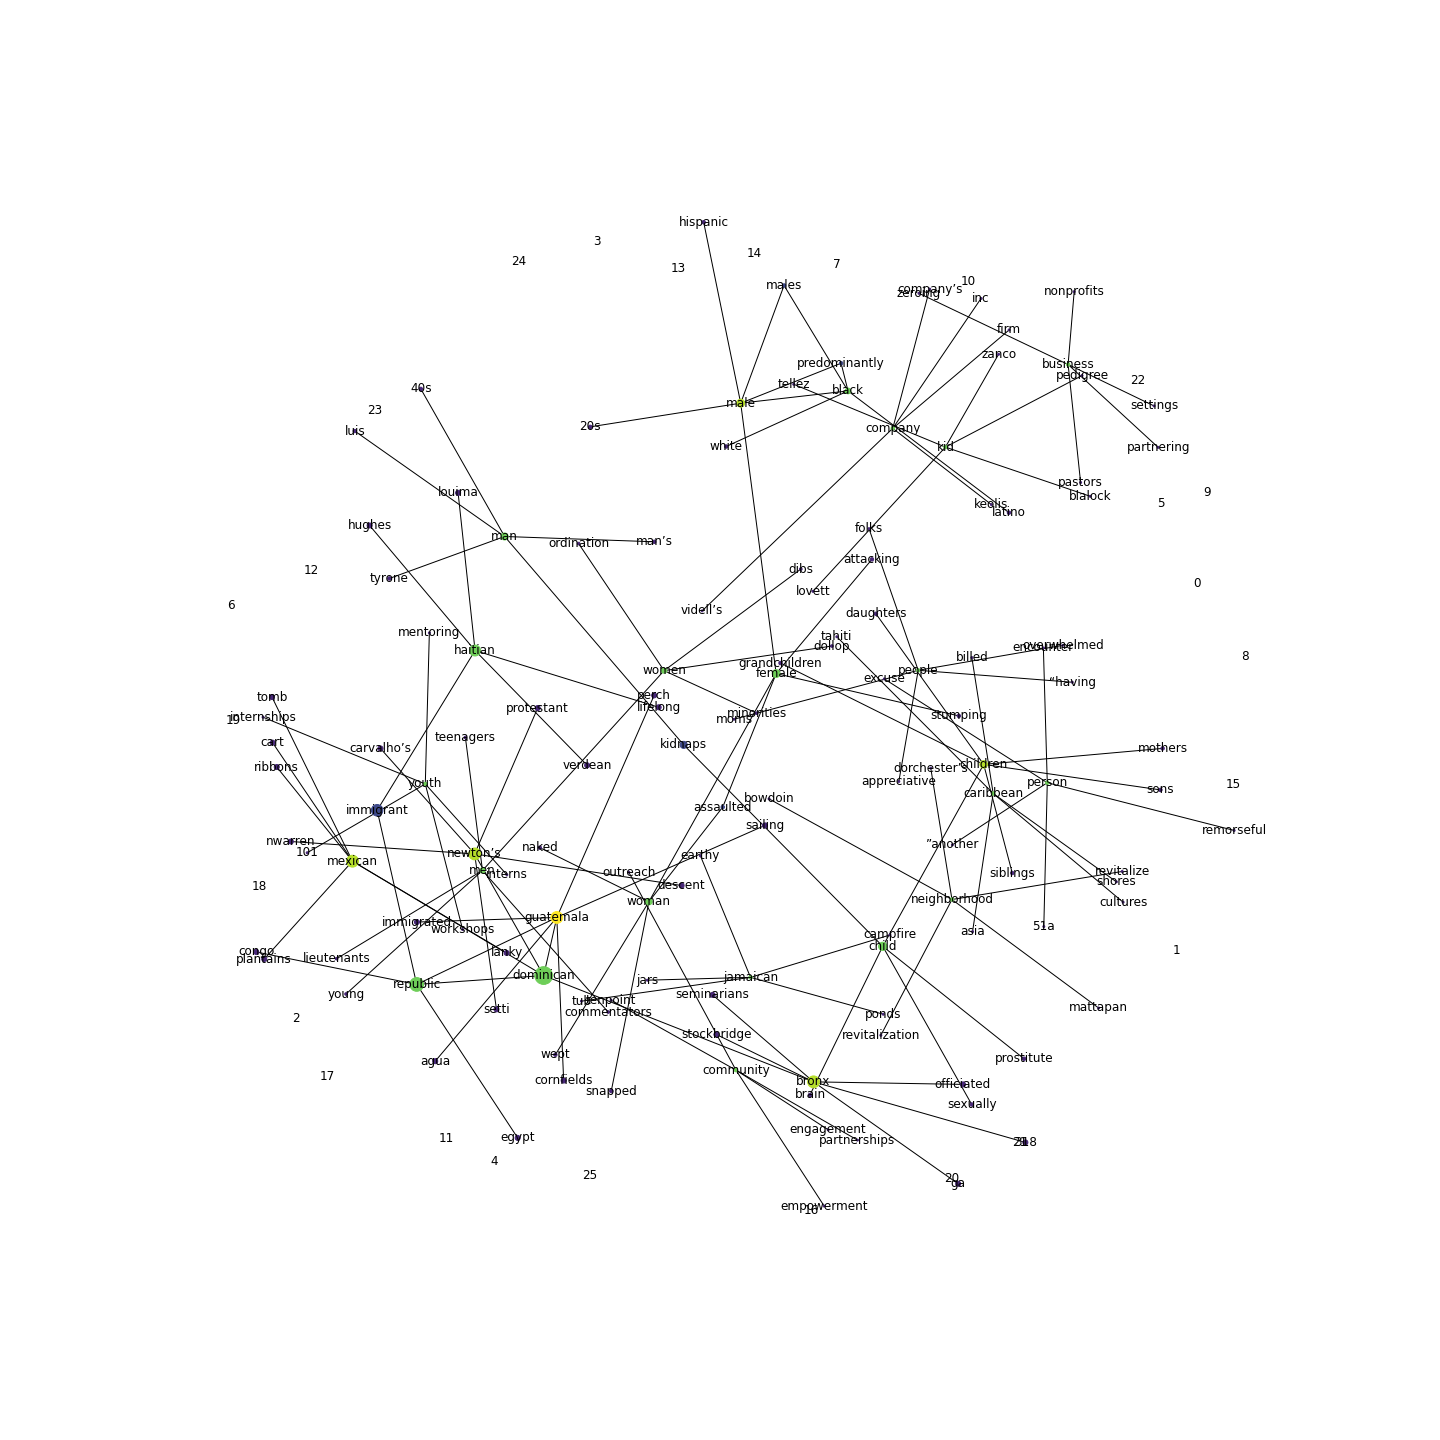 hispanic
3
14
24
7
13
10
males
company's
zeroing
nonprofits
inc
firm
zanco
predominantly
business
pedigree
22
tellez
40s
black
male
settings
23
20s
company
luis
white
kid
partnering
pastors
louima
9
blalock
5
keolis
latino
hughes
folks
man
man's
ordination
attacking
12
dibs
tyrone
0
lovett
6
videll's
daughters
mentoring
tahiti
dollop
overwhelmed
encounter
haitian
8
billed
grandchildren
women
people
female
excuse
“having
perch
tomb
lifelong
protestant
minorities
stomping
internships
19
moms
teenagers
cart
kidnaps
carvalho's
mothers
children
verdean
ribbons
dorchester's
appreciative
person
youth
15
sons
caribbean
bowdoin
assaulted
immigrant
sailing
remorseful
nwarren
naked
”another
101
newton's
earthy
mexican
men
interns
outreach
siblings
revitalize
shores
18
descent
neighborhood
woman
cultures
guatemala
immigrated
51a
workshops
asia
campfire
child
congo
lanky
plantains
lieutenants
dominican
jamaican
jars
republic
young
seminarians
tenpoint
mattapan
setti
commentators
ponds
2
stockbridge
revitalization
wept
prostitute
agua
community
17
cornfields
bronx
officiated
snapped
brain
sexually
engagement
egypt
11
partnerships
4
25
20
ga
empowerment
16
1